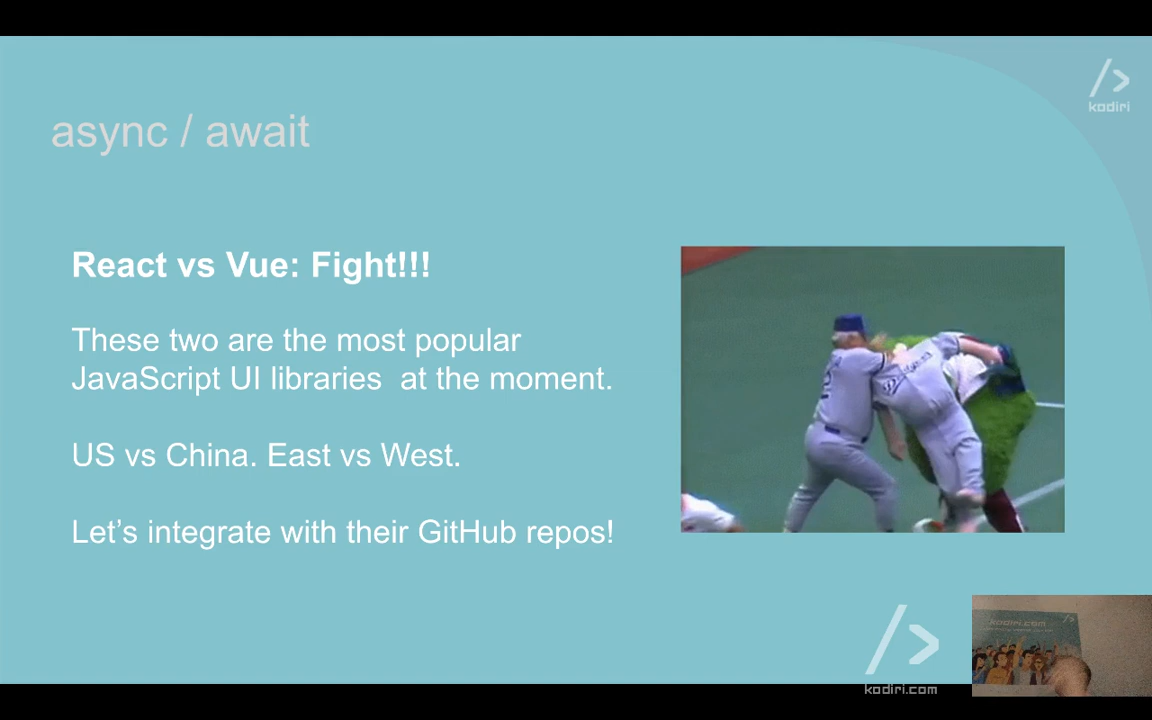 kodiri
async / await
React vs Vue: Fight!!!
These two are the most popular
JavaScript UI libraries  at the moment.
US vs China. East vs West.
Let’s integrate with their GitHub repos!
kodiri.com
kodiri.com